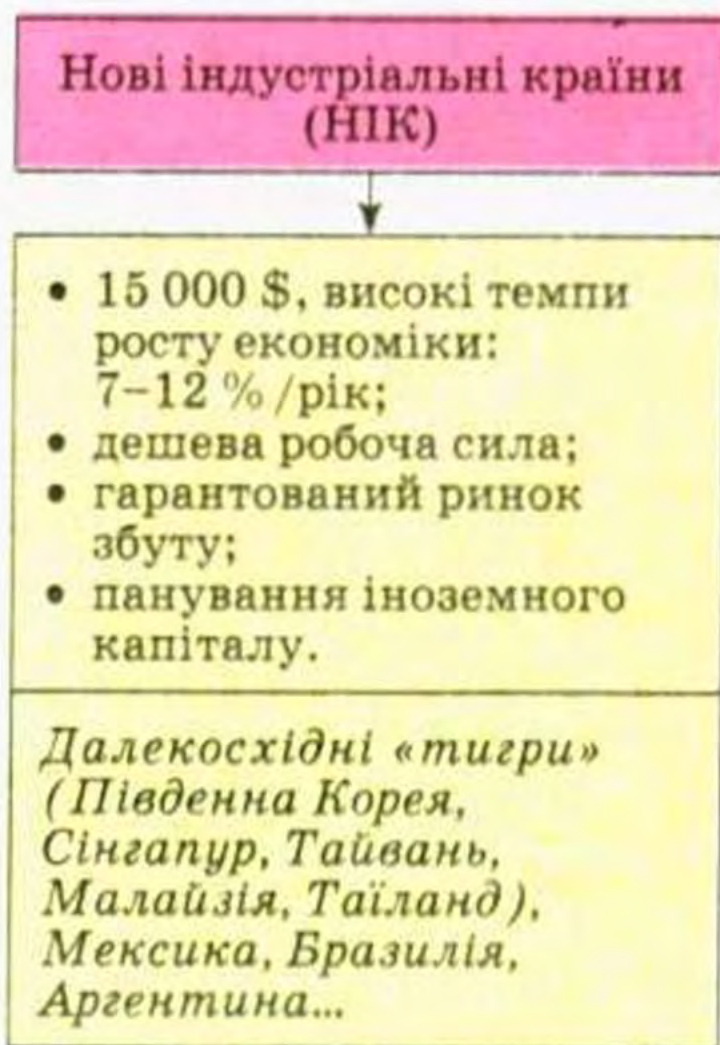 Нові індустріальні країни
(НІК)
• 15 000 $, високі темпи
росту економіки:
7–12 % /рік;
• дешева робоча сила;
• гарантований ринок
збуту;
• панування іноземного
капіталу.
Далекосхідні «тигри»
(Південна Корея,
Сінгапур, Тайвань,
Малайзія, Таїланд),
Мексика, Бразилія,
Аргентина...